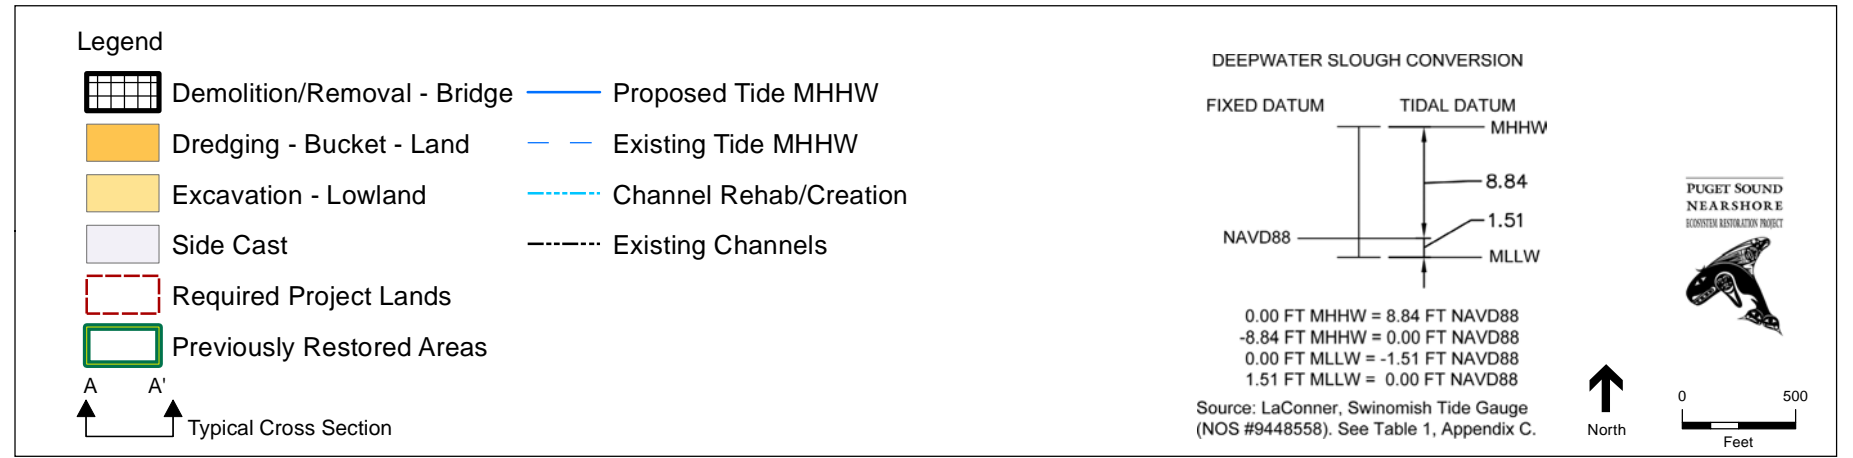 Legend
Demolition/Removal - Bridge
Dredging - Bucket - Land
Excavation - Lowland
Side Cast
Required Project Lands
Previously Restored Areas
A A'
Typical Cross Section
Proposed Tide MHHW
Existing Tide MHHW
Channel Rehab/Creation
Existing Channels
DEEPWATER SLOUGH CONVERSION
FIXED DATUM TIDAL DATUM
MHHW
8.84
1.51
NAVD88
MLLW
0.00 FT MHHW = 8.84 FT NAVD88
-8.84 FT MHHW = 0.00 FT NAVD88
0.00 FT MLLW = -1.51 FT NAVD88
1.51 FT MLLW = 0.00 FT NAVD88
Source: LaConner, Swinomish Tide Gauge
(NOS #9448558). See Table 1, Appendix C.
North
PUGET SOUND
NEARSHORE
ECOSYSTEM RESTORATION PROJECT
0 500
Feet